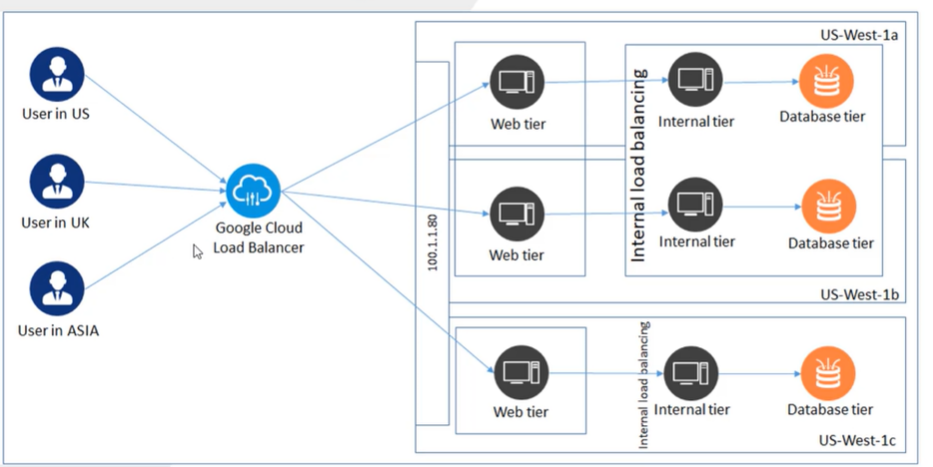 User in US
User in UK
User in ASIA
Google Cloud
Load Balancer
100.1.1.80
US-West-1a
Web tier
Internal load balancing
Internal tier
Database tier
Web tier
Internal tier
Database tier
US-West-1b
Web tier
Internal load balancing
Internal tier
Database tier
US-West-1c